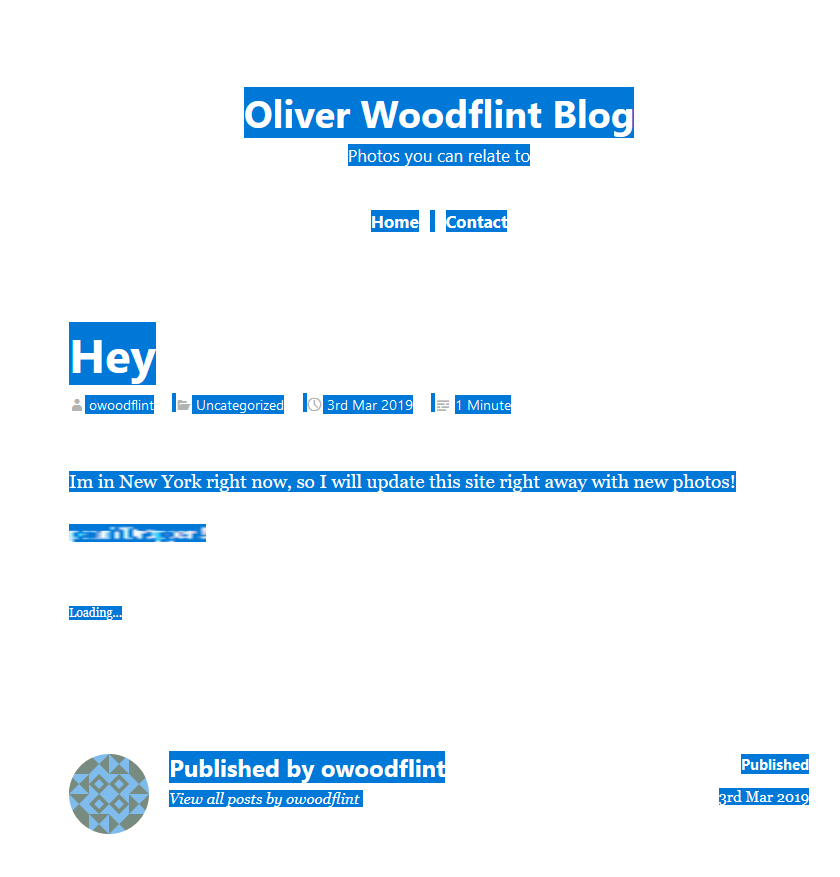 Oliver Woodflint Blog
Photos you can relate to
Home | Contact
Hey
owoodflint Uncategorized 3rd Mar 2019 1 Minute
Im in New York right now, so I will update this site right away with new photos!
Loading...
Published by owoodflint Published
View all posts by owoodflint 3rd Mar 2019